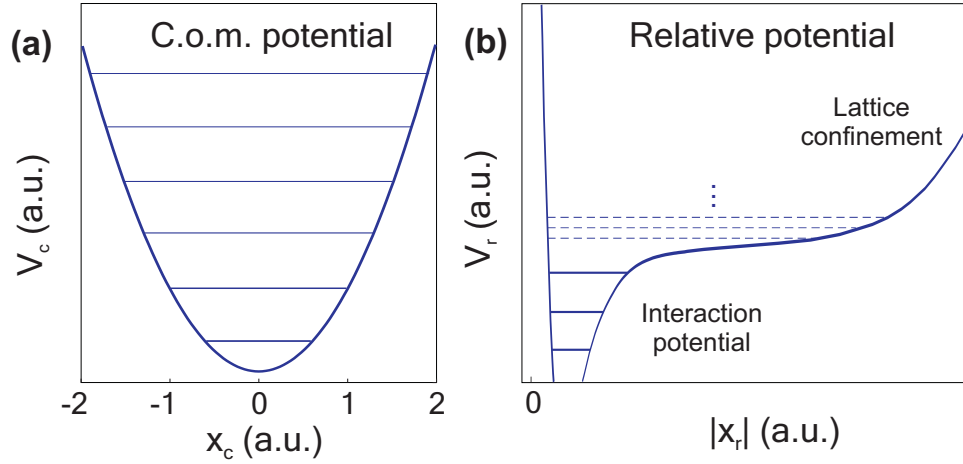 (a)
C.o.m. potential
V_c (a.u.)
-2
-1
0
1
2
x_c (a.u.)
(b)
Relative potential
Lattice
confinement
V_r (a.u.)
⋮
Interaction
potential
0
|x_r| (a.u.)